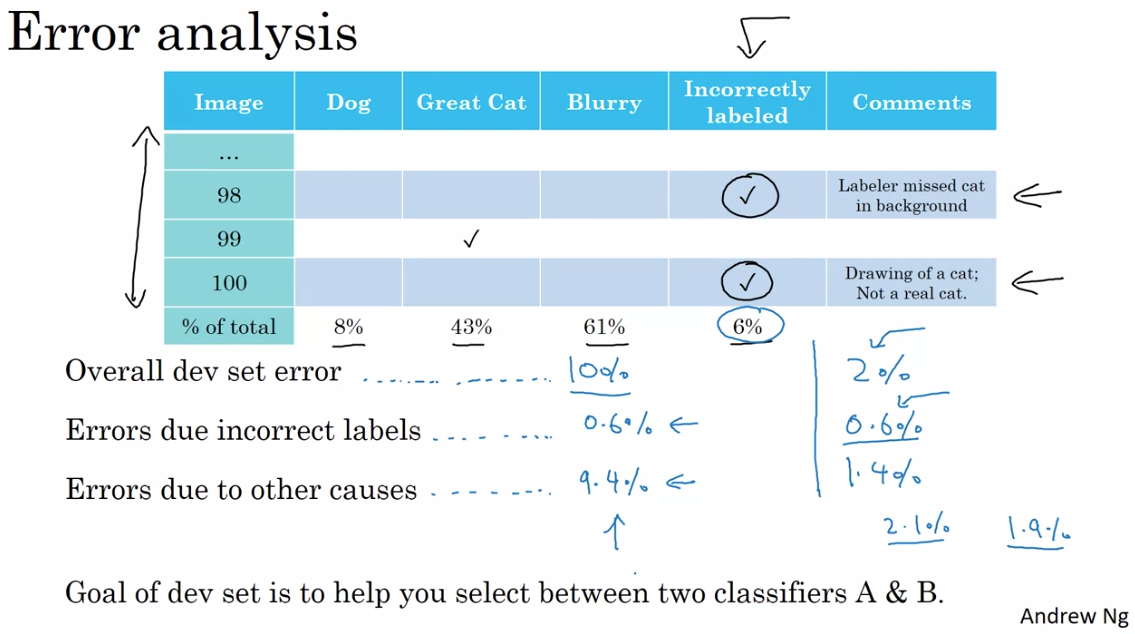 Error analysis
Image Dog Great Cat Blurry Incorrectly labeled Comments
...
98 ✓ Labeler missed cat in background
99 ✓
100 ✓ Drawing of a cat; Not a real cat.
% of total 8% 43% 61% 6%
Overall dev set error 10% 2%
Errors due incorrect labels 0.6% 0.6%
Errors due to other causes 9.4% 1.4%
2.1% 1.9%
Goal of dev set is to help you select between two classifiers A & B.
Andrew Ng